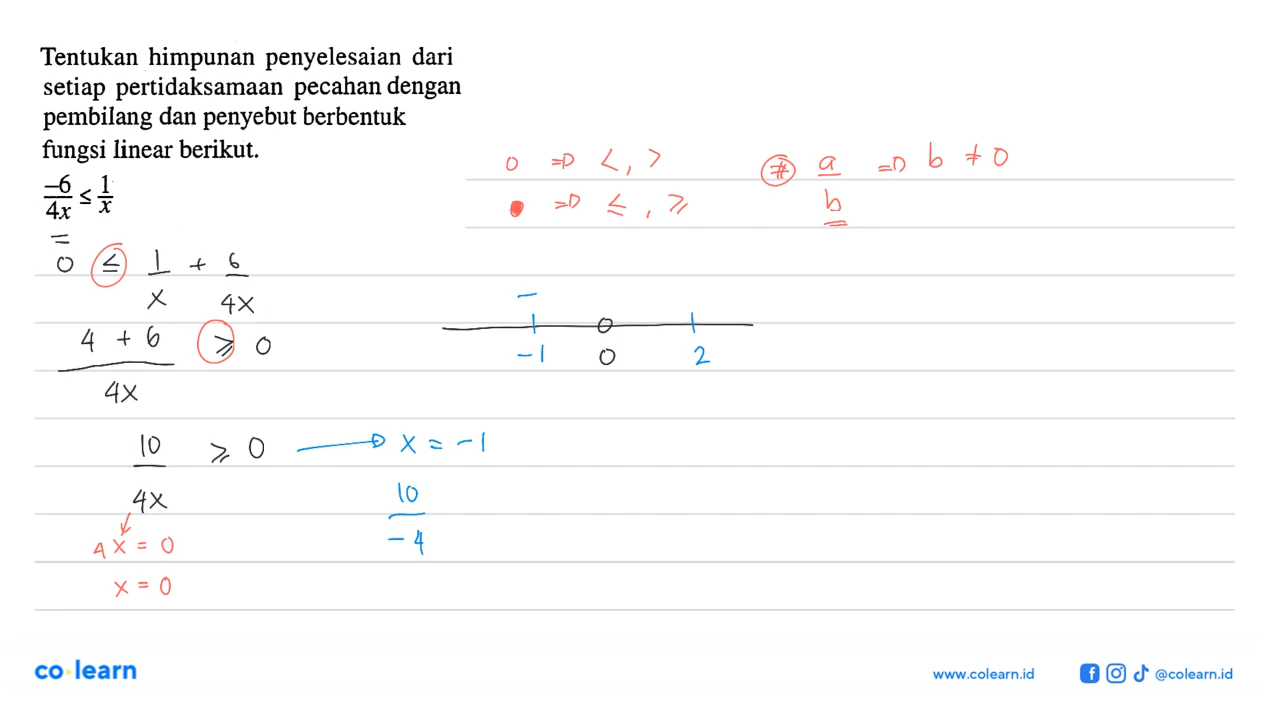 Tentukan himpunan penyelesaian dari
setiap pertidaksamaan pecahan dengan
pembilang dan penyebut berbentuk
fungsi linear berikut.
-6/4x ≤ 1/x
0 ≤ 1/x + 6/4x
4 + 6/4x ≥ 0
10/4x ≥ 0
4x = 0
x = 0
o ⇒ <, >
● ⇒ ≤, ≥
* a/b ⇒ b ≠ 0
−
-1 0 2
x = -1
10/-4
co learn
www.colearn.id
@colearn.id